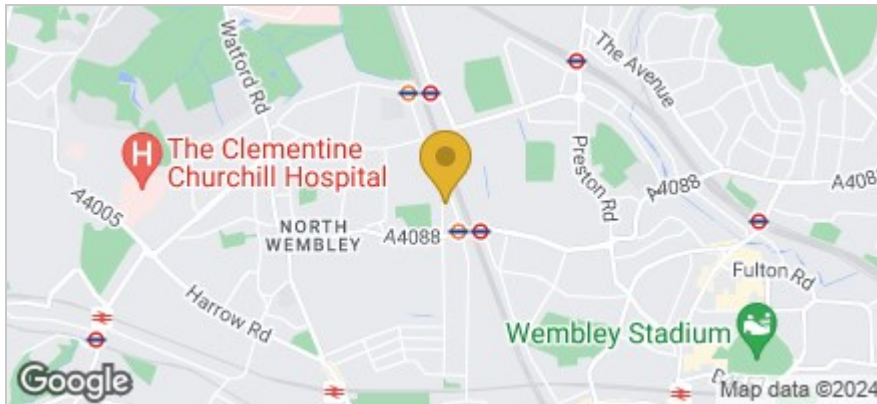 Watford Rd
The Avenue
The Clementine
Churchill Hospital
H
A4005
Preston Rd
A4088
A4088
NORTH
WEMBLEY
A4088
Fulton Rd
Harrow Rd
Wembley Stadium
Google
Map data ©2024